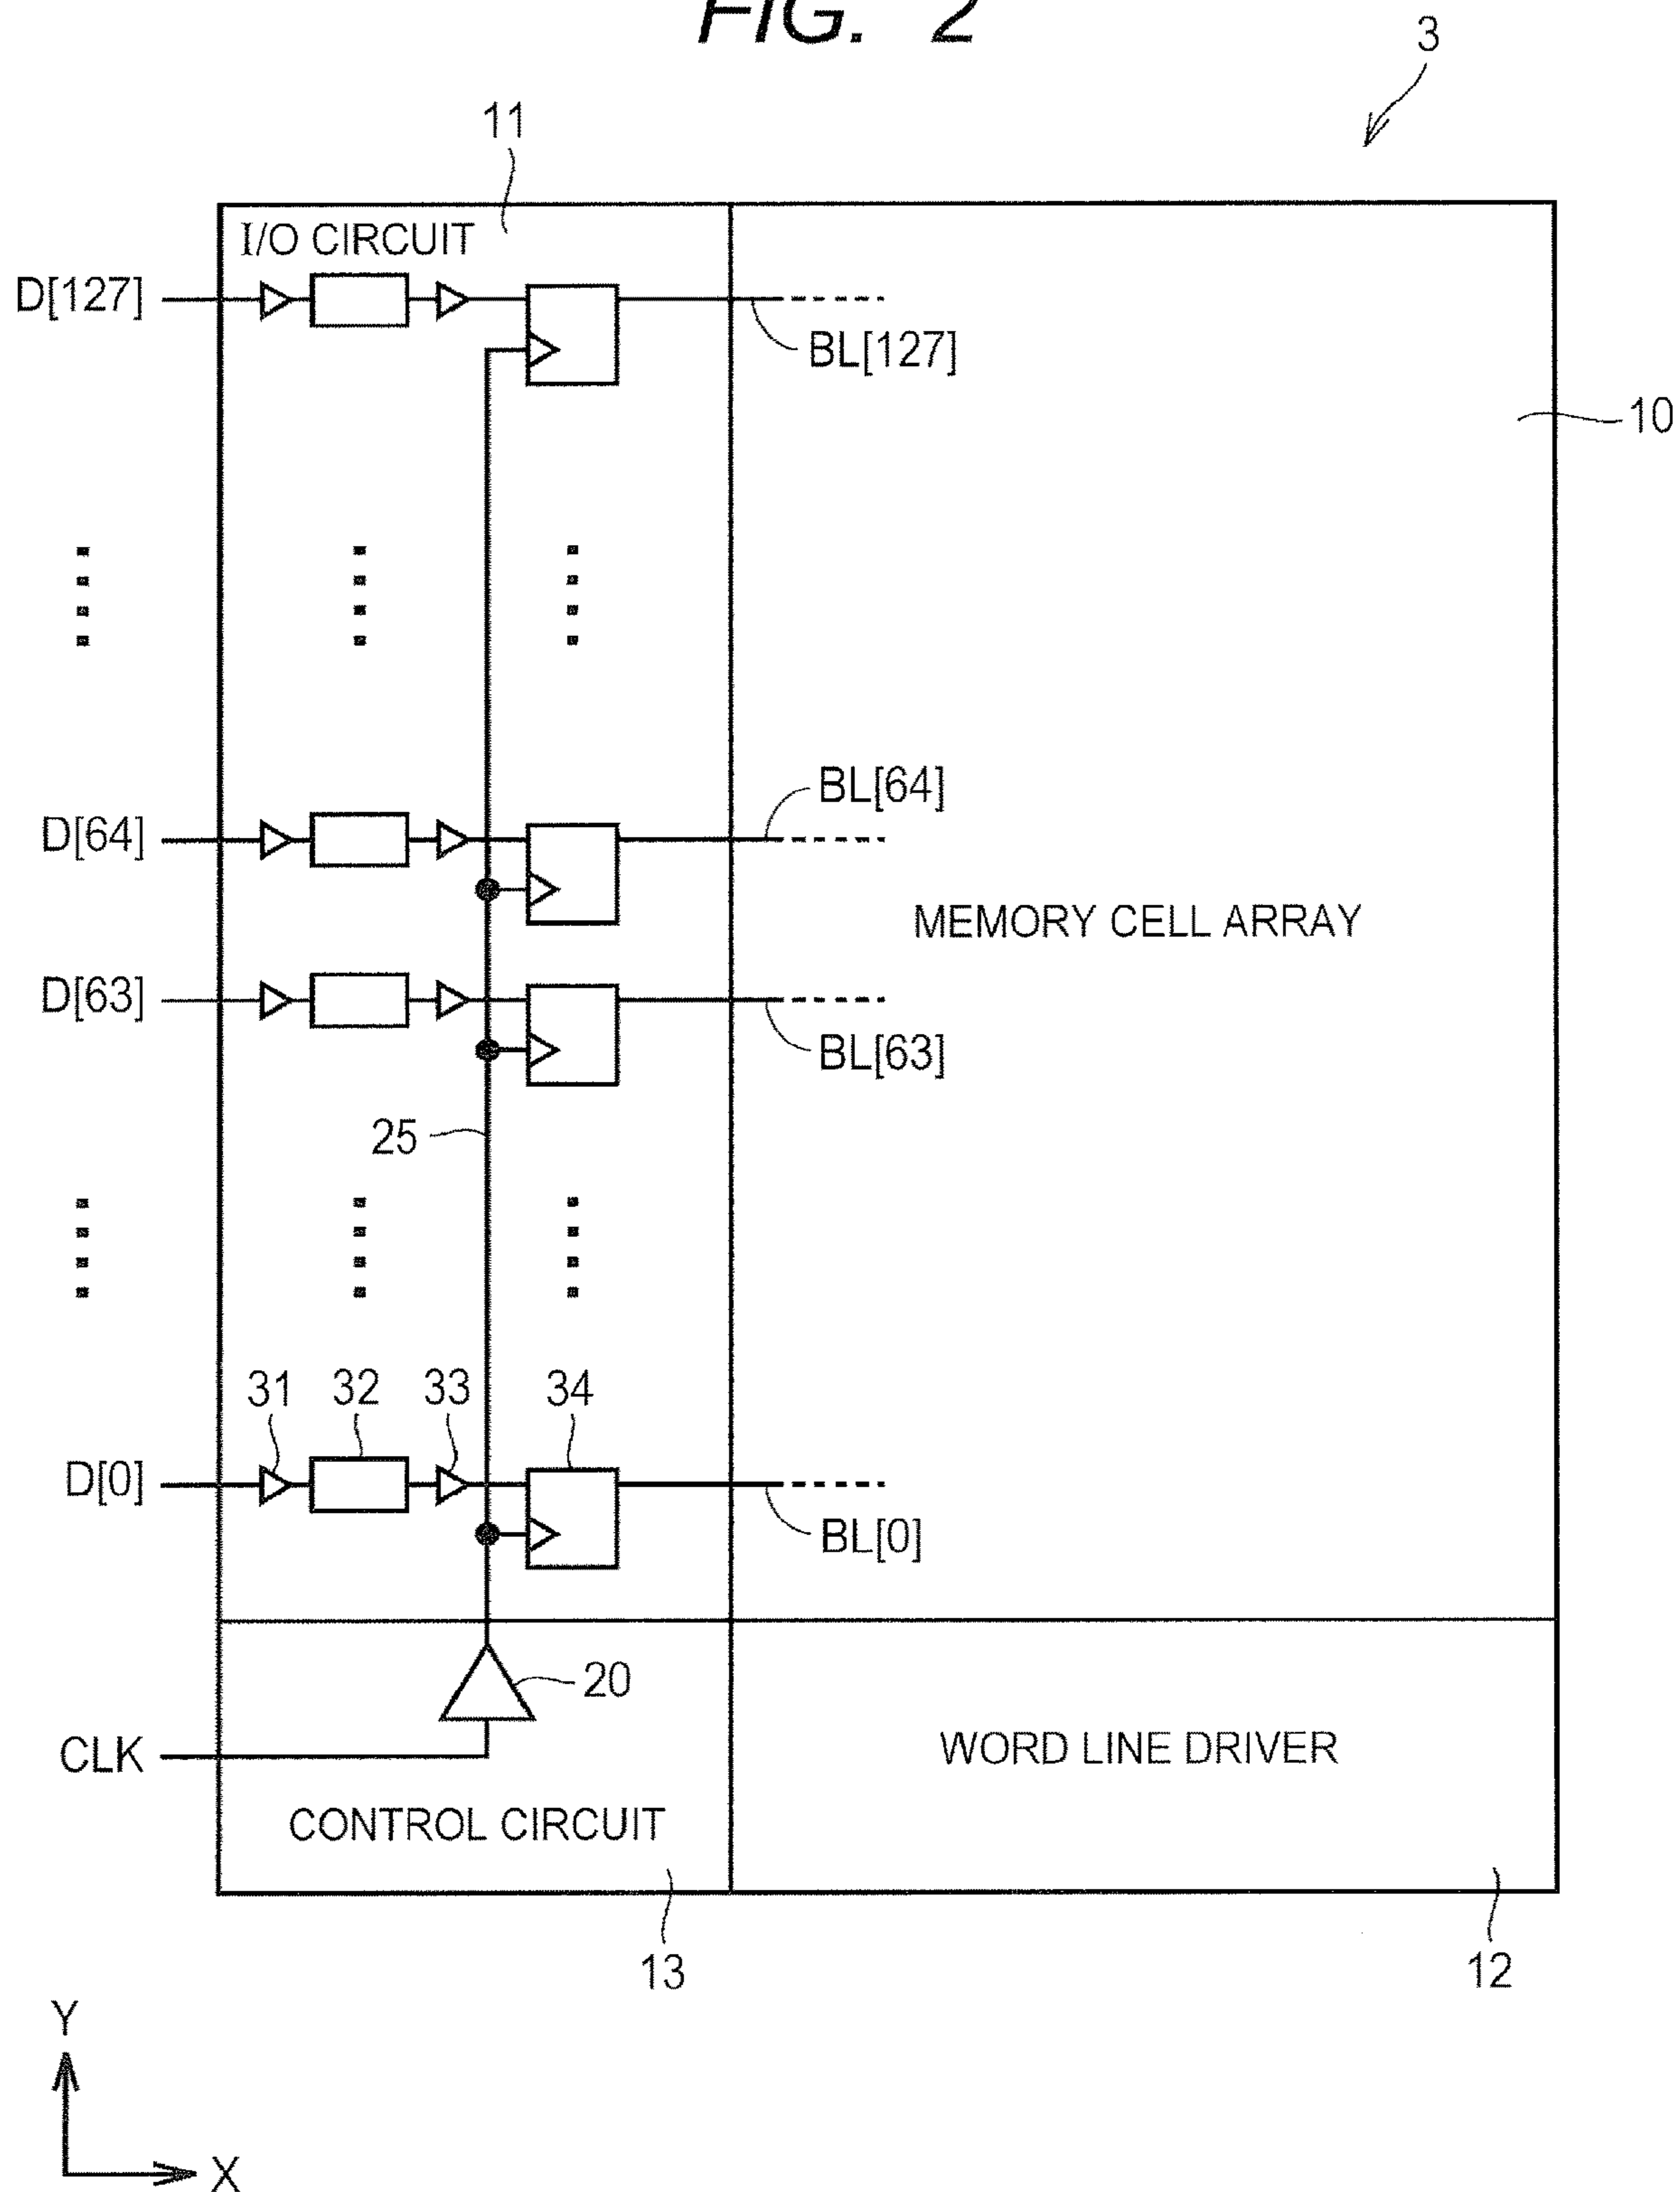 FIG. 2
3
11
I/O CIRCUIT
D[127]
BL[127]
10
BL[64]
D[64]
MEMORY CELL ARRAY
D[63]
BL[63]
25
31 32 33 34
D[0]
BL[0]
20
CLK
WORD LINE DRIVER
CONTROL CIRCUIT
13
12
Y
X